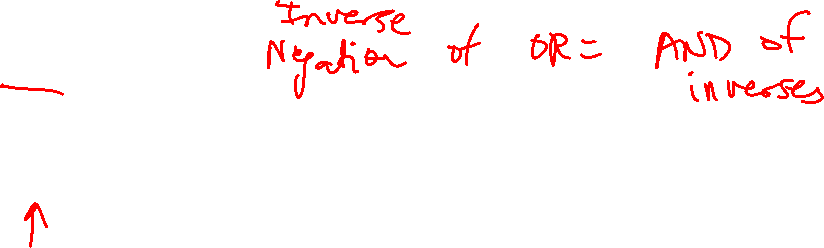 Inverse
Negation of OR = AND of
inverses